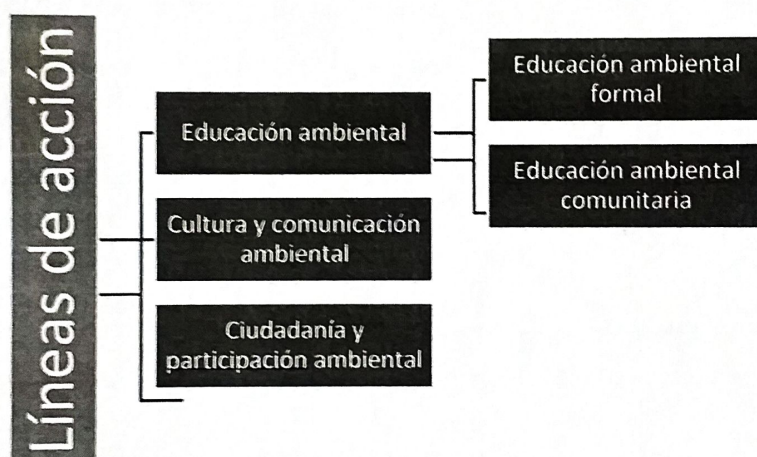 Líneas de acción
Educación ambiental
Cultura y comunicación
ambiental
Ciudadanía y
participación ambiental
Educación ambiental
formal
Educación ambiental
comunitaria